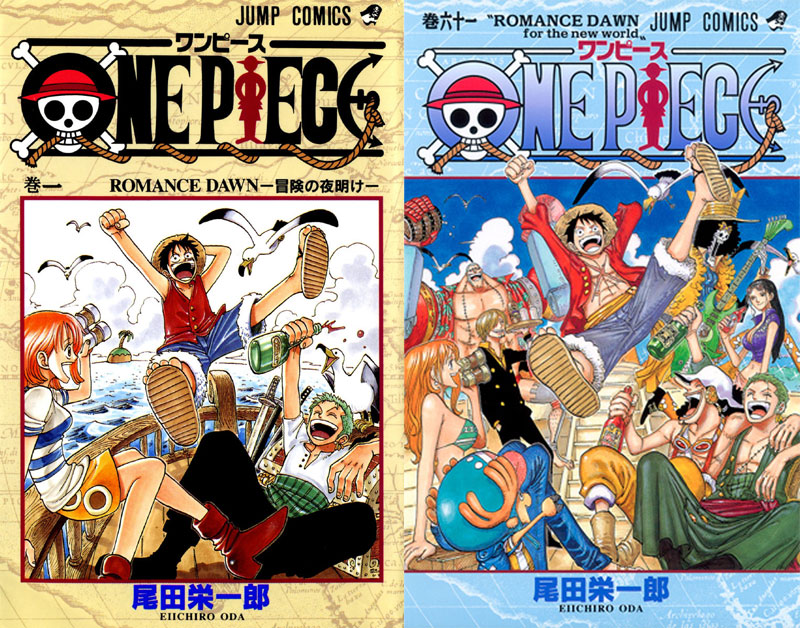 JUMP COMICS
ワンピース
ONE PIECE
巻一
ROMANCE DAWN—冒険の夜明け—
尾田栄一郎
EIICHIRO ODA
巻六十一
"ROMANCE DAWN
for the new world"
JUMP COMICS
ワンピース
ONE PIECE
尾田栄一郎
EIICHIRO ODA